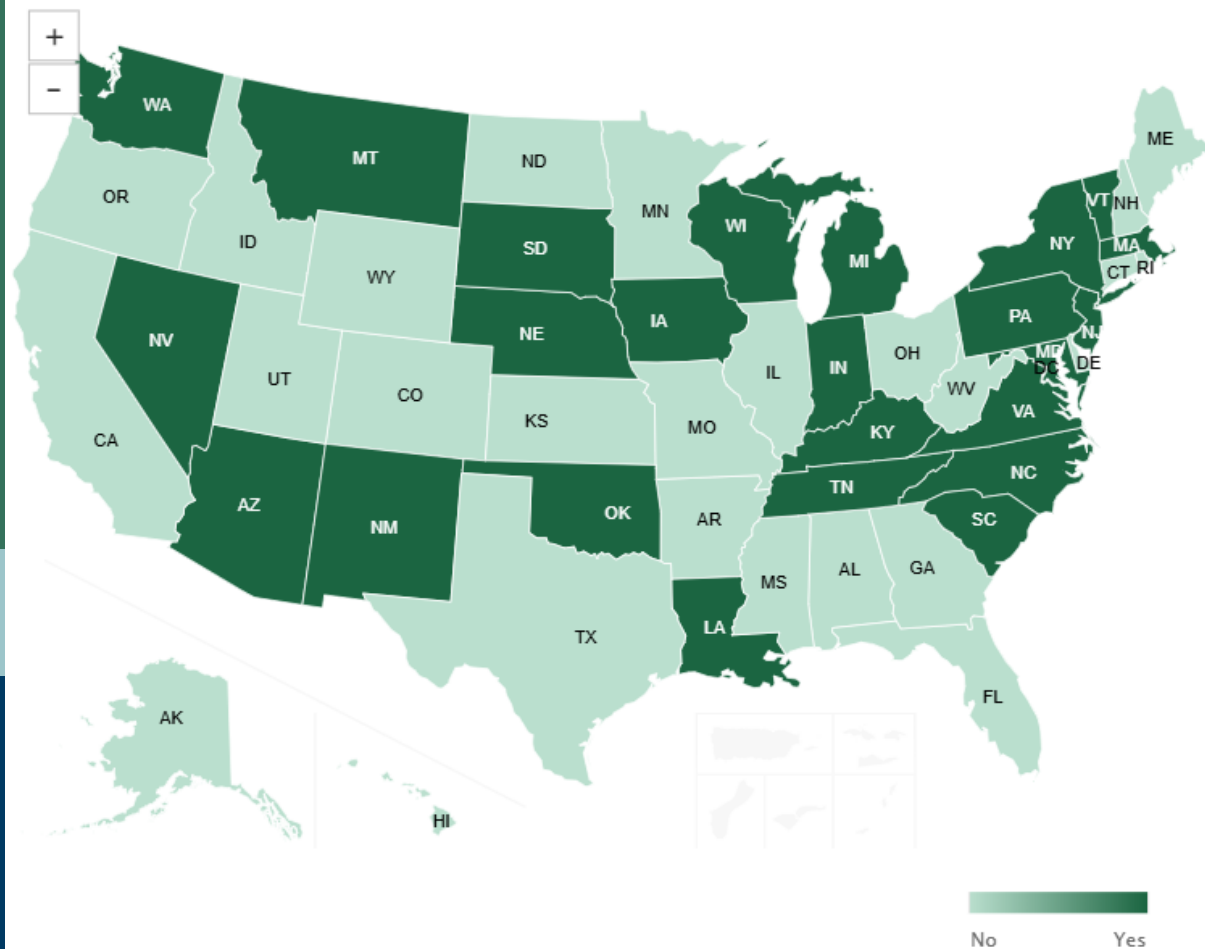 +
−
WA
MT
ND
MN
ME
OR
ID
SD
WI
MI
VT
NH
NY
MA
CT
RI
WY
NE
IA
PA
NJ
NV
UT
CO
IL
IN
OH
MD
DC
DE
WV
CA
KS
MO
KY
VA
AZ
NM
OK
AR
TN
NC
SC
MS
AL
GA
TX
LA
FL
AK
HI
No
Yes